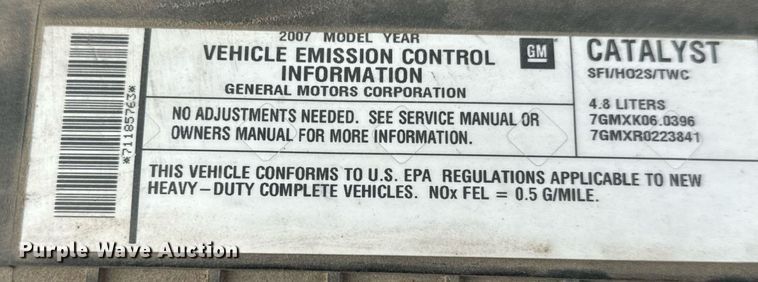 2007 MODEL YEAR
VEHICLE EMISSION CONTROL
INFORMATION
GENERAL MOTORS CORPORATION
GM
CATALYST
SFI/HO2S/TWC
4.8 LITERS
7GMXK06.0396
7GMXR0223841
NO ADJUSTMENTS NEEDED. SEE SERVICE MANUAL OR
OWNERS MANUAL FOR MORE INFORMATION.
THIS VEHICLE CONFORMS TO U.S. EPA REGULATIONS APPLICABLE TO NEW
HEAVY-DUTY COMPLETE VEHICLES. NOx FEL = 0.5 G/MILE.
*71185763*
Purple Wave Auction